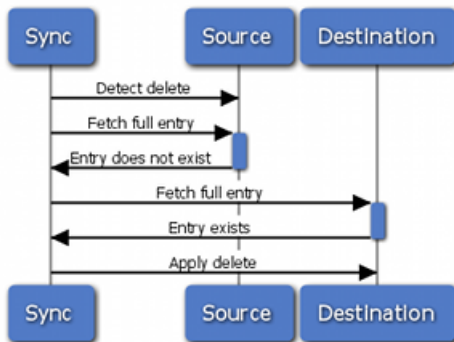 Sync Source Destination
Detect delete
Fetch full entry
Entry does not exist
Fetch full entry
Entry exists
Apply delete
Sync Source Destination